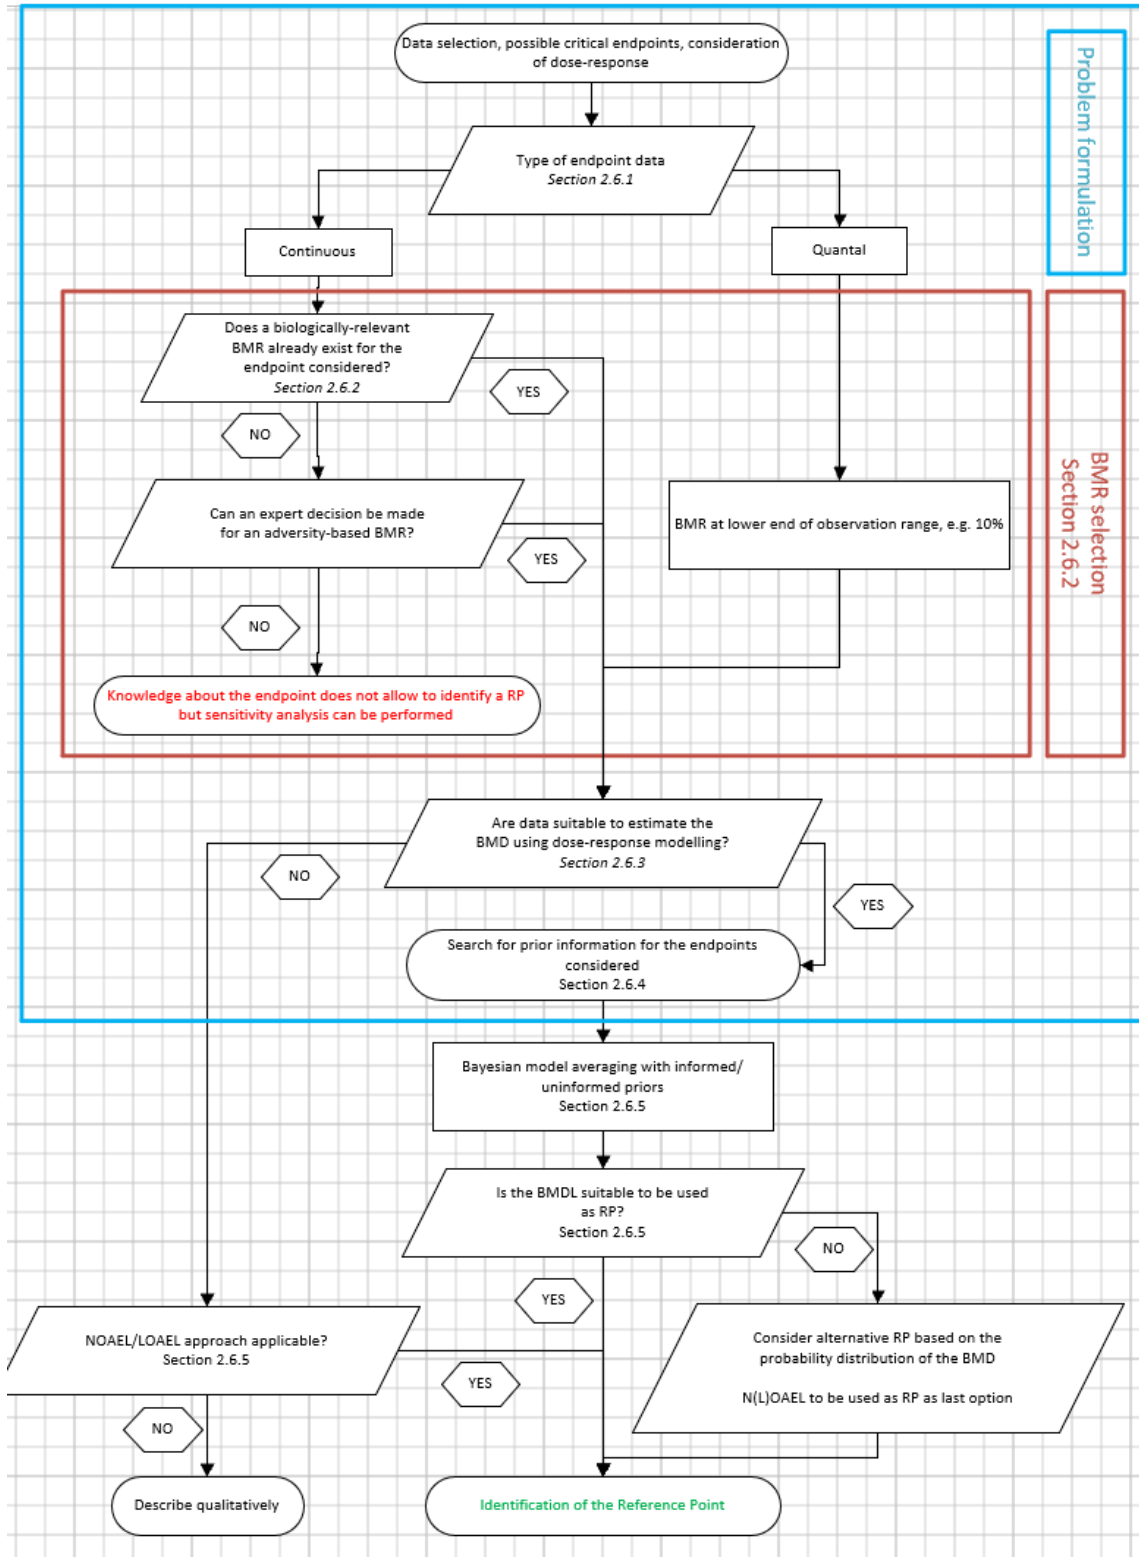 Data selection, possible critical endpoints, consideration
of dose-response
Problem formulation
Type of endpoint data
Section 2.6.1
Continuous
Quantal
Does a biologically-relevant
BMR already exist for the
endpoint considered?
Section 2.6.2
YES
NO
BMR selection
Section 2.6.2
Can an expert decision be made
for an adversity-based BMR?
BMR at lower end of observation range, e.g. 10%
YES
NO
Knowledge about the endpoint does not allow to identify a RP
but sensitivity analysis can be performed
Are data suitable to estimate the
BMD using dose-response modelling?
Section 2.6.3
NO
YES
Search for prior information for the endpoints
considered
Section 2.6.4
Bayesian model averaging with informed/
uninformed priors
Section 2.6.5
Is the BMDL suitable to be used
as RP?
Section 2.6.5
NO
YES
NOAEL/LOAEL approach applicable?
Section 2.6.5
Consider alternative RP based on the
probability distribution of the BMD
N(L)OAEL to be used as RP as last option
YES
NO
Describe qualitatively
Identification of the Reference Point